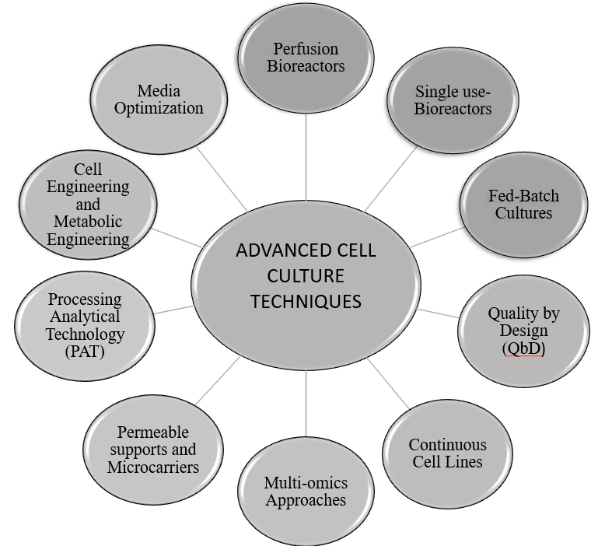 Perfusion
Bioreactors
Single use-
Bioreactors
Fed-Batch
Cultures
Quality by
Design
(QbD)
Continuous
Cell Lines
Multi-omics
Approaches
Permeable
supports and
Microcarriers
Processing
Analytical
Technology
(PAT)
Cell
Engineering
and
Metabolic
Engineering
Media
Optimization
ADVANCED CELL
CULTURE
TECHNIQUES